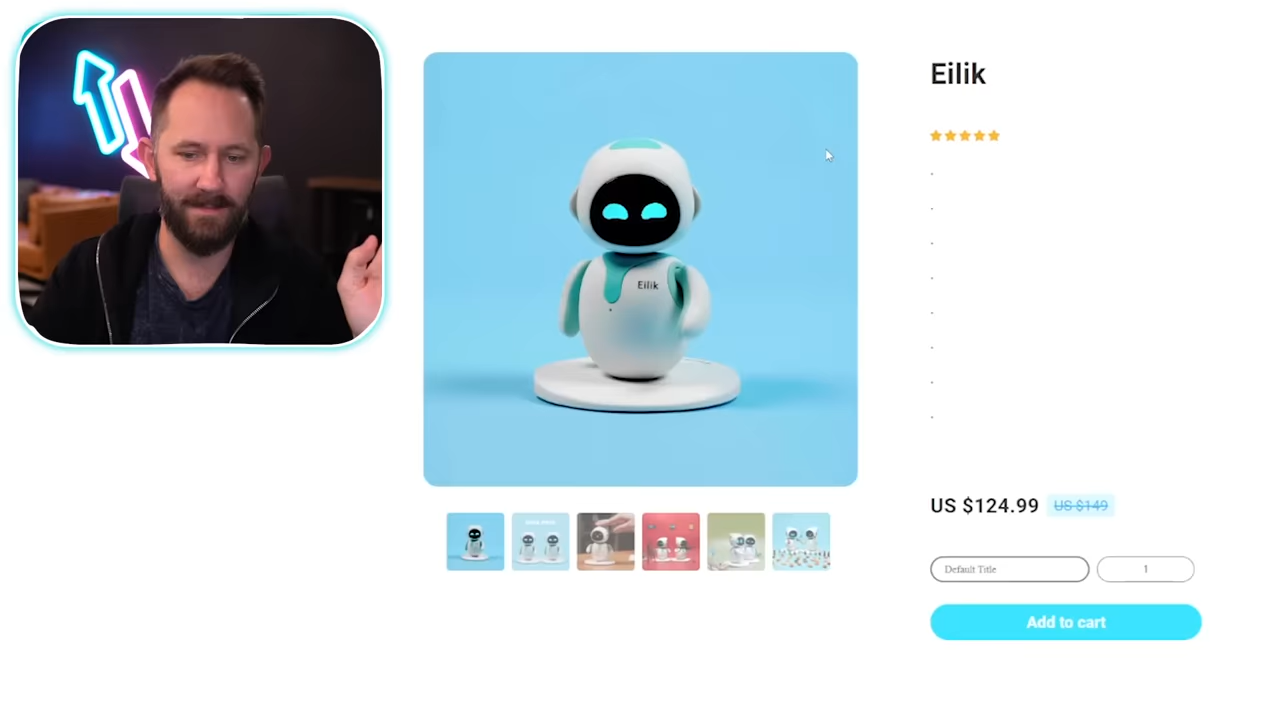 Eilik
Eilik
US $124.99 US $149
Default Title 1
Add to cart